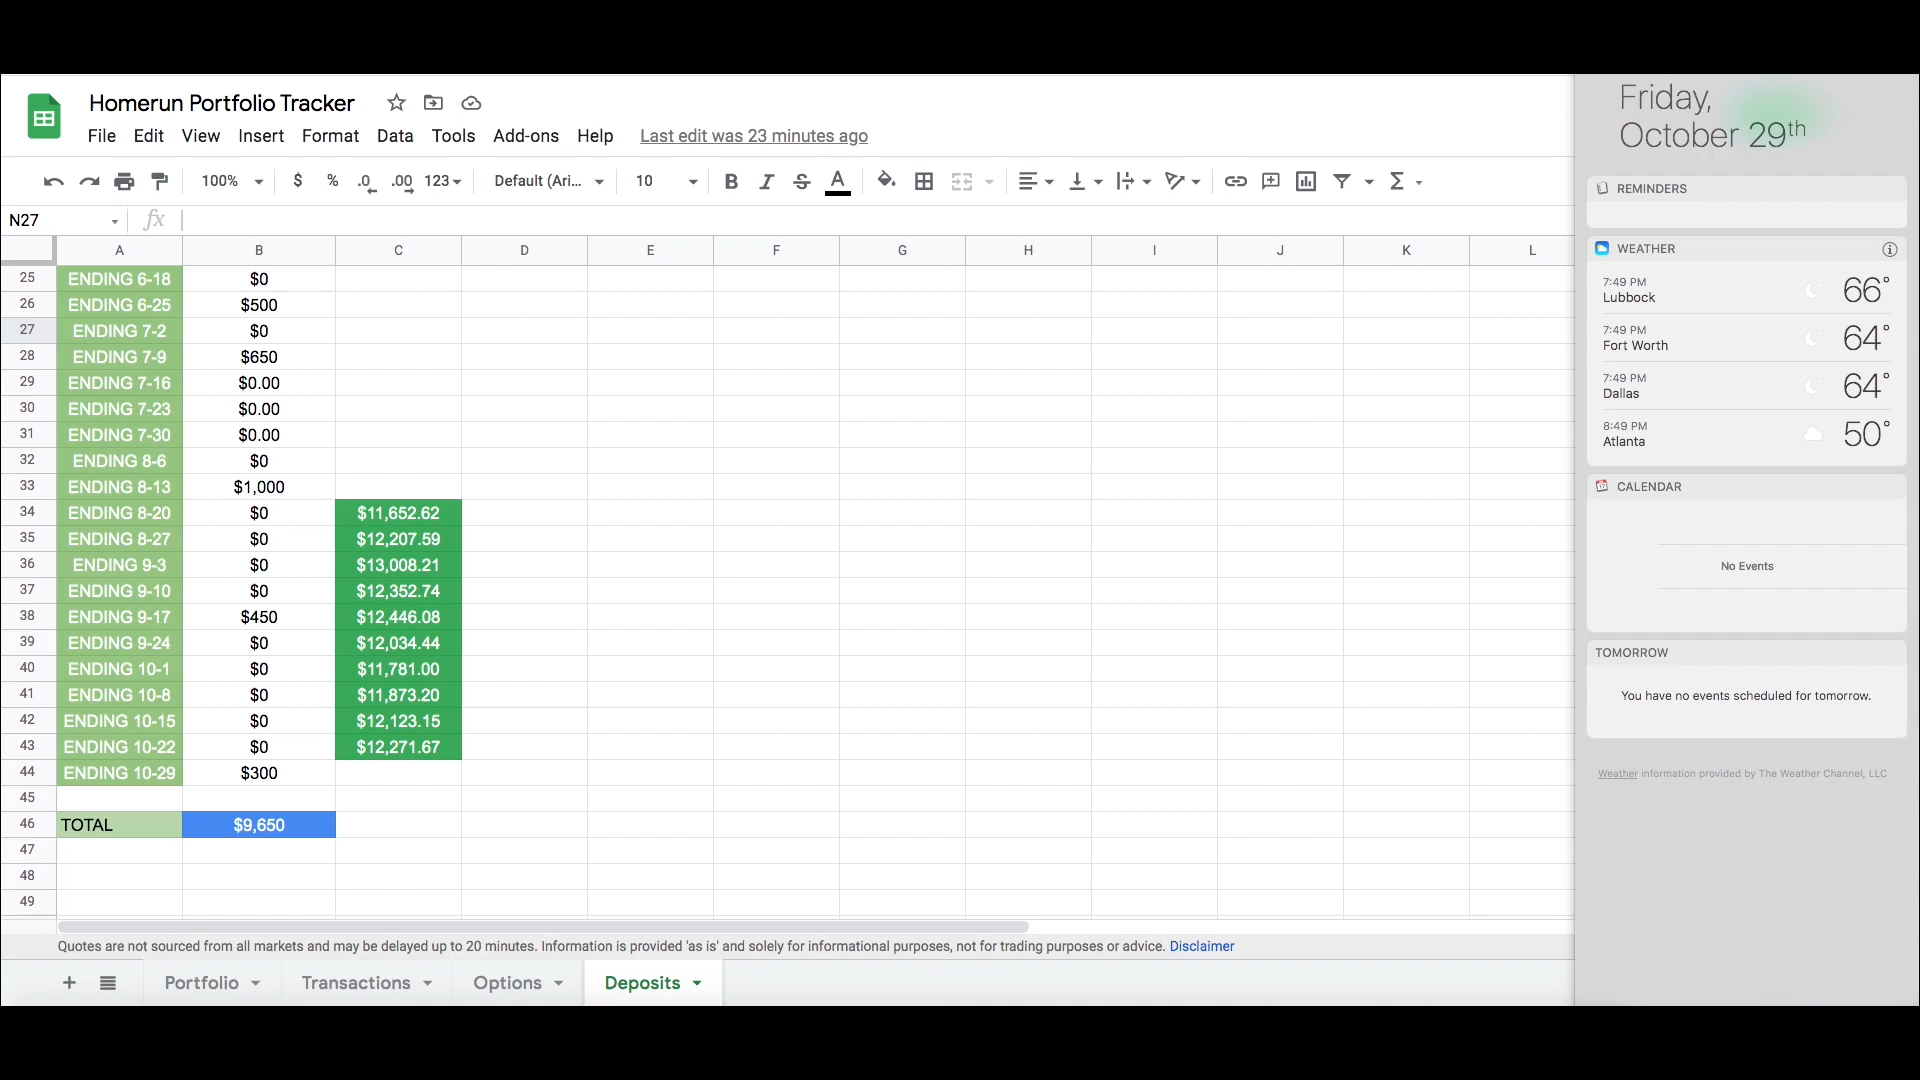 Homerun Portfolio Tracker
File Edit View Insert Format Data Tools Add-ons Help Last edit was 23 minutes ago
100% $ % .0 .00 123 Default (Ari... 10 B I S A
N27 fx
A B C D E F G H I J K L
25 ENDING 6-18 $0
26 ENDING 6-25 $500
27 ENDING 7-2 $0
28 ENDING 7-9 $650
29 ENDING 7-16 $0.00
30 ENDING 7-23 $0.00
31 ENDING 7-30 $0.00
32 ENDING 8-6 $0
33 ENDING 8-13 $1,000
34 ENDING 8-20 $0 $11,652.62
35 ENDING 8-27 $0 $12,207.59
36 ENDING 9-3 $0 $13,008.21
37 ENDING 9-10 $0 $12,352.74
38 ENDING 9-17 $450 $12,446.08
39 ENDING 9-24 $0 $12,034.44
40 ENDING 10-1 $0 $11,781.00
41 ENDING 10-8 $0 $11,873.20
42 ENDING 10-15 $0 $12,123.15
43 ENDING 10-22 $0 $12,271.67
44 ENDING 10-29 $300
45
46 TOTAL $9,650
47
48
49
Quotes are not sourced from all markets and may be delayed up to 20 minutes. Information is provided 'as is' and solely for informational purposes, not for trading purposes or advice. Disclaimer
Portfolio Transactions Options Deposits
Friday,
October 29th
REMINDERS
WEATHER
7:49 PM
Lubbock 66°
7:49 PM
Fort Worth 64°
7:49 PM
Dallas 64°
8:49 PM
Atlanta 50°
CALENDAR
No Events
TOMORROW
You have no events scheduled for tomorrow.
Weather information provided by The Weather Channel, LLC